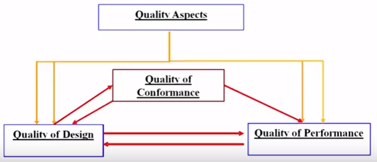 Quality Aspects
Quality of
Conformance
Quality of Design
Quality of Performance